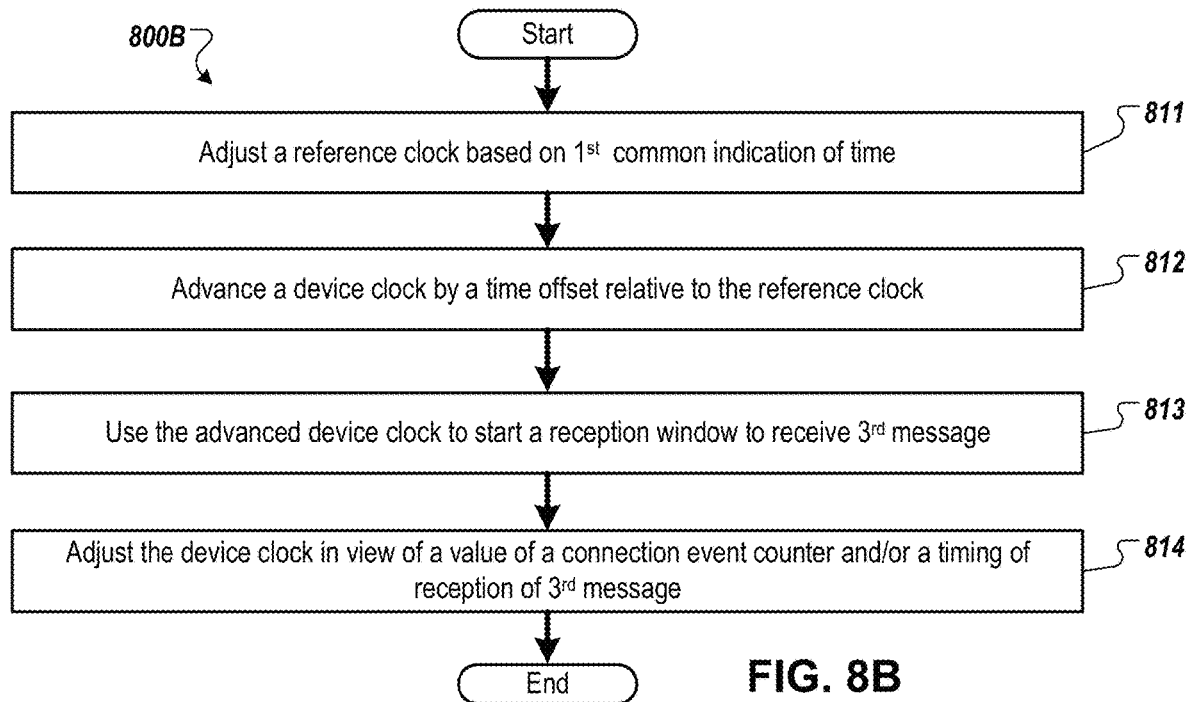 800B
Start
811
Adjust a reference clock based on 1st common indication of time
812
Advance a device clock by a time offset relative to the reference clock
813
Use the advanced device clock to start a reception window to receive 3rd message
814
Adjust the device clock in view of a value of a connection event counter and/or a timing of
reception of 3rd message
End
FIG. 8B